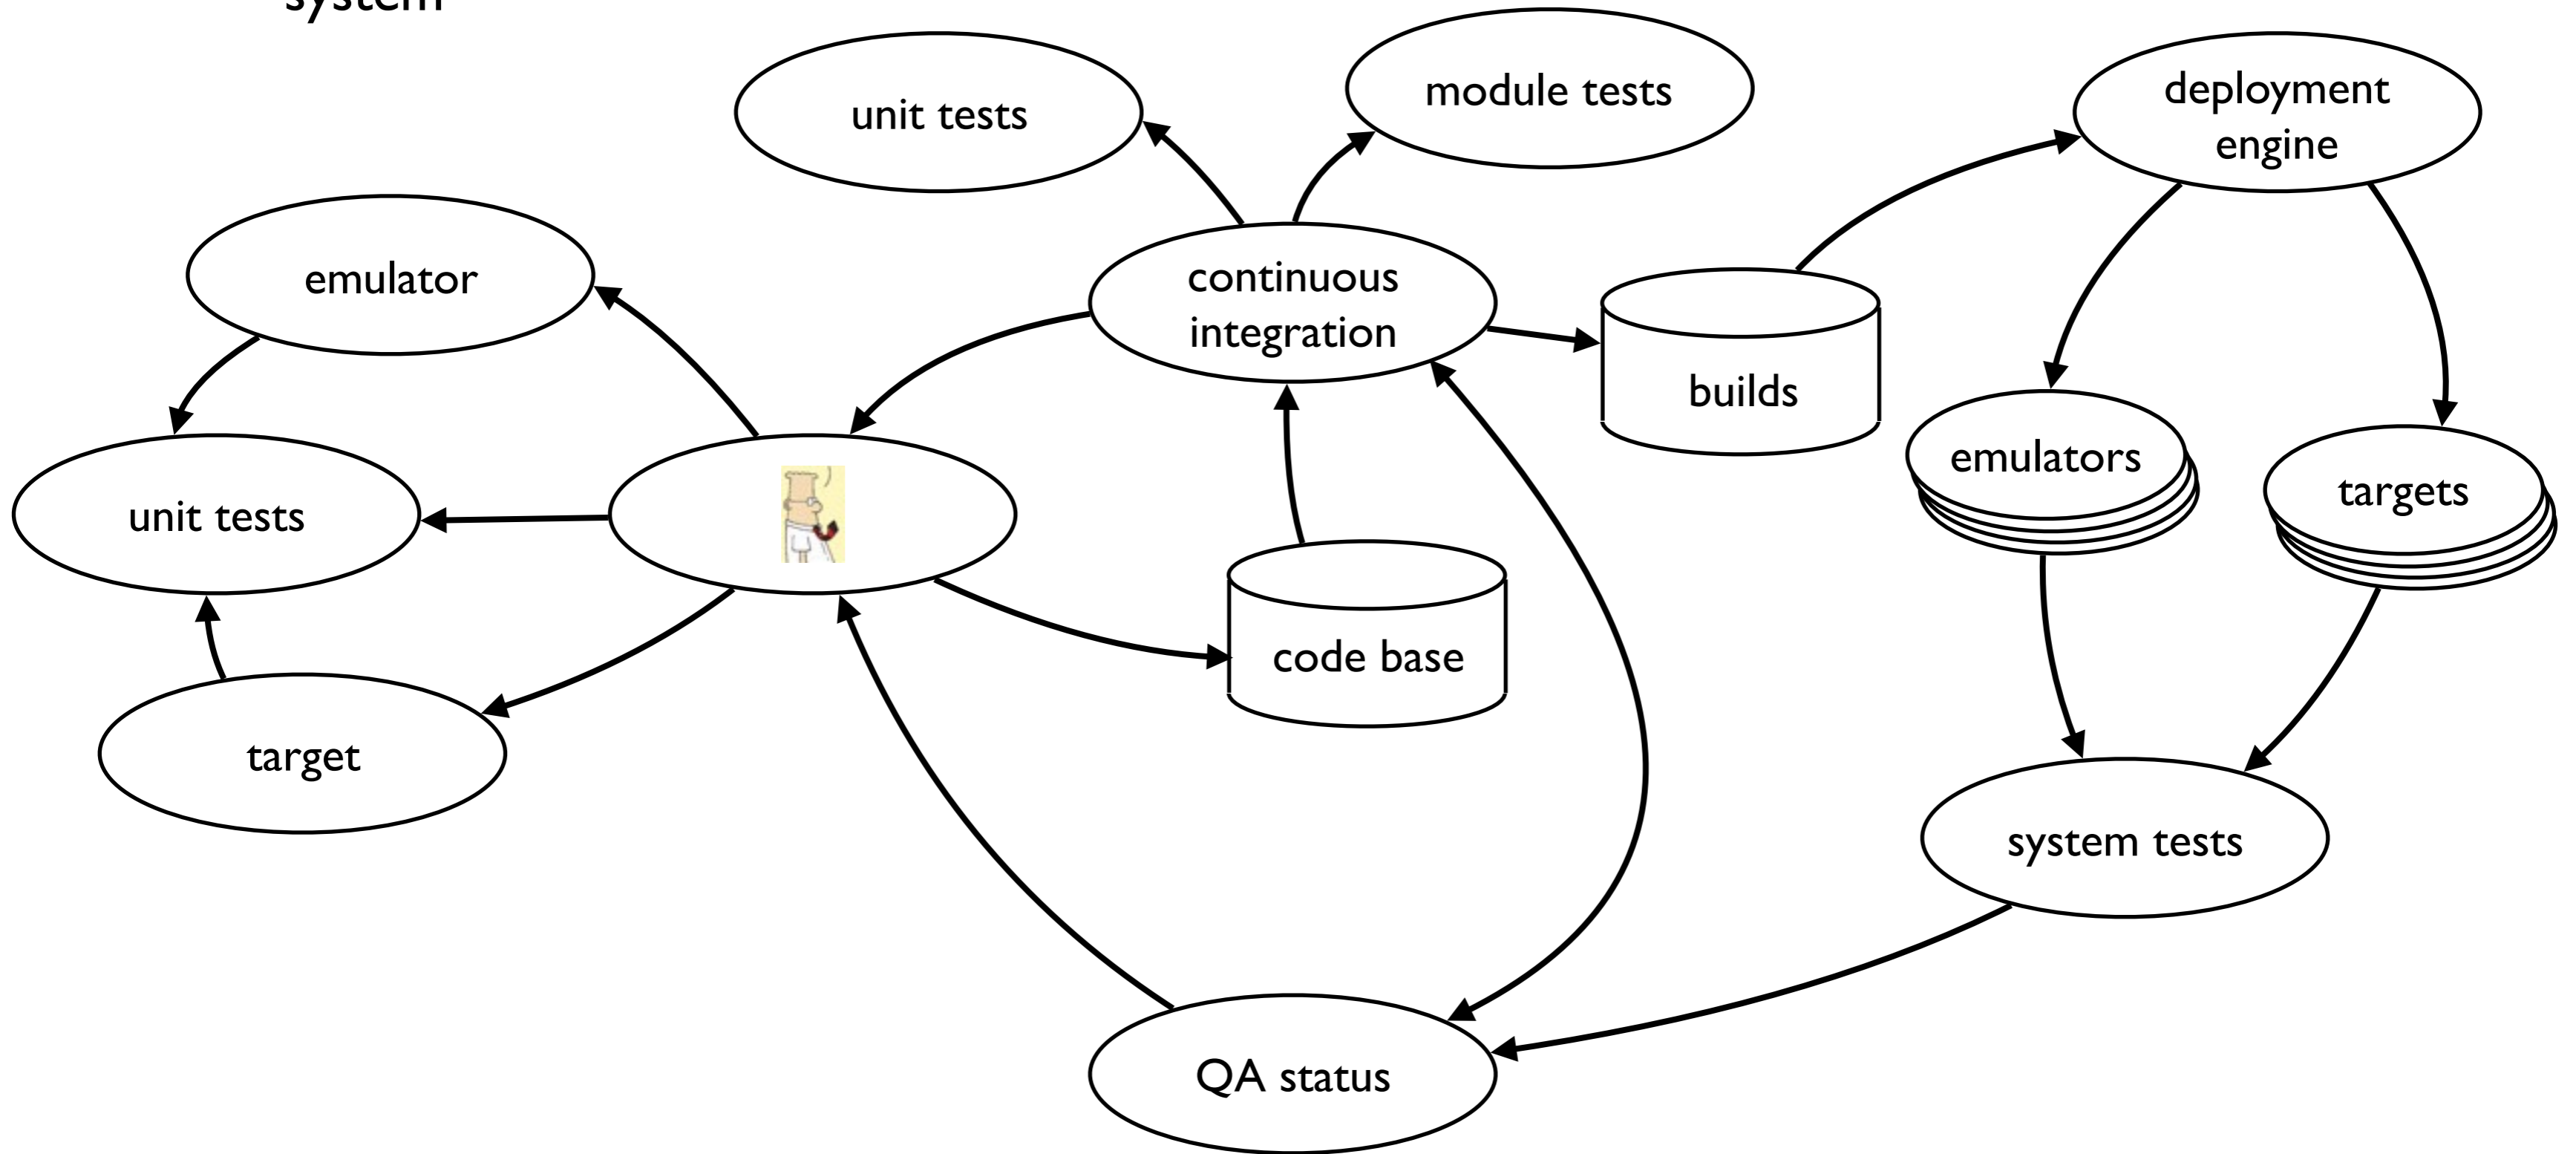 system
unit tests
module tests
deployment
engine
emulator
continuous
integration
builds
emulators
targets
unit tests
code base
target
system tests
QA status